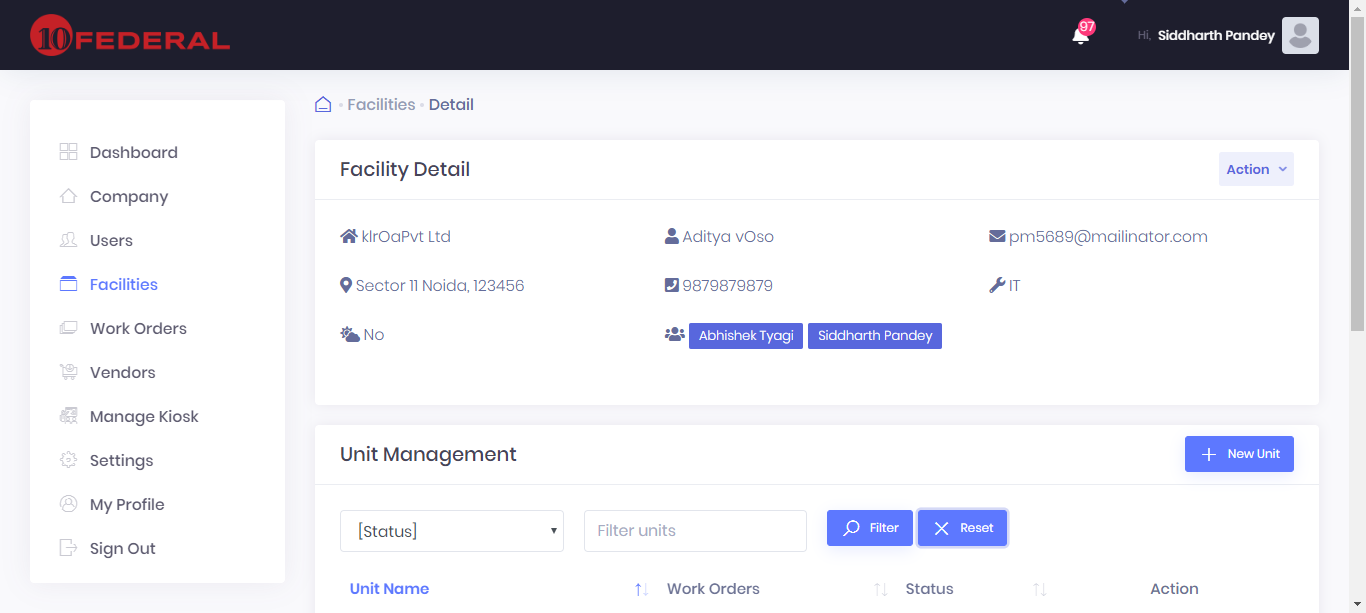 10 FEDERAL
97
Hi, Siddharth Pandey
Facilities Detail
Dashboard
Company
Users
Facilities
Work Orders
Vendors
Manage Kiosk
Settings
My Profile
Sign Out
Facility Detail
Action
klrOaPvt Ltd
Aditya vOso
pm5689@mailinator.com
Sector 11 Noida, 123456
9879879879
IT
No
Abhishek Tyagi Siddharth Pandey
Unit Management
New Unit
[Status] Filter units Filter Reset
Unit Name Work Orders Status Action